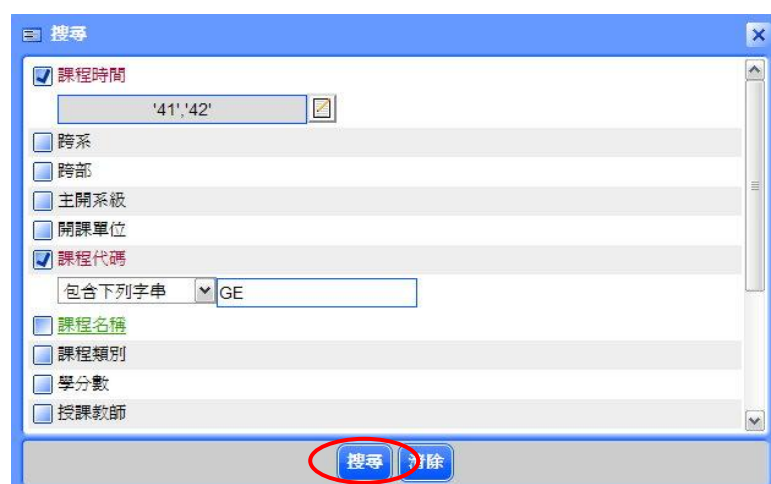 搜尋
課程時間
'41','42'
跨系
跨部
主開系級
開課單位
課程代碼
包含下列字串 GE
課程名稱
課程類別
學分數
授課教師
搜尋 清除